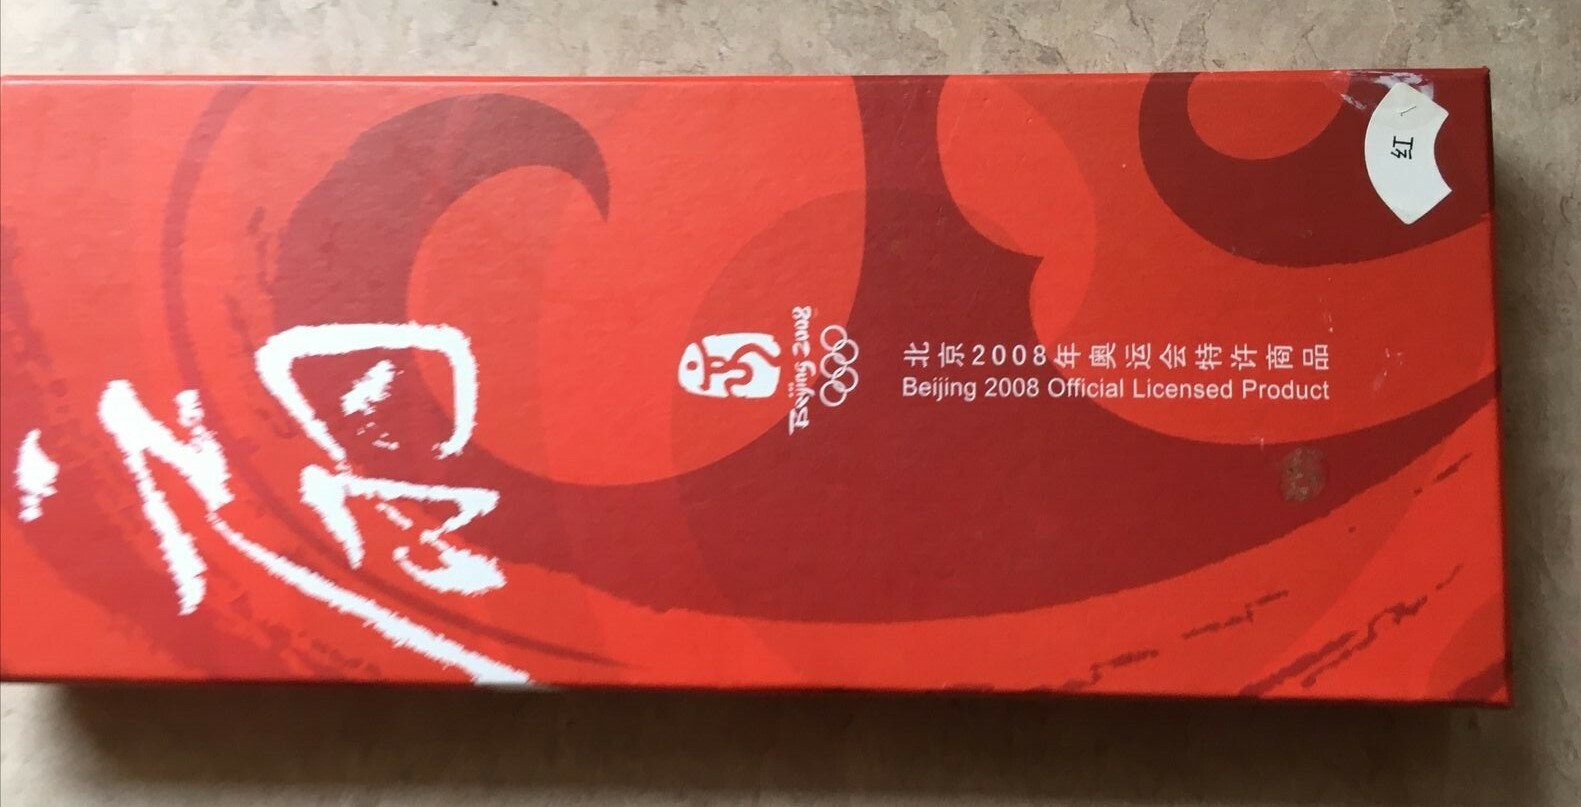 扇
Beijing 2008
北京2008年奥运会特许商品
Beijing 2008 Official Licensed Product
红